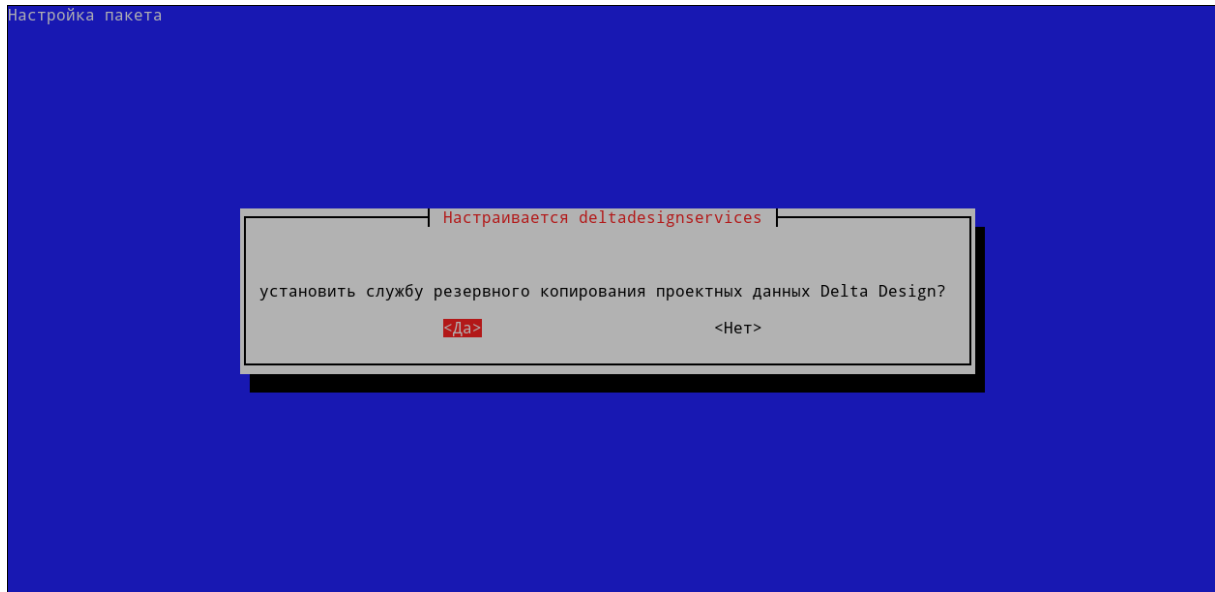 Настройка пакета
Настраивается deltadesignservices
установить службу резервного копирования проектных данных Delta Design?
<Да> <Нет>